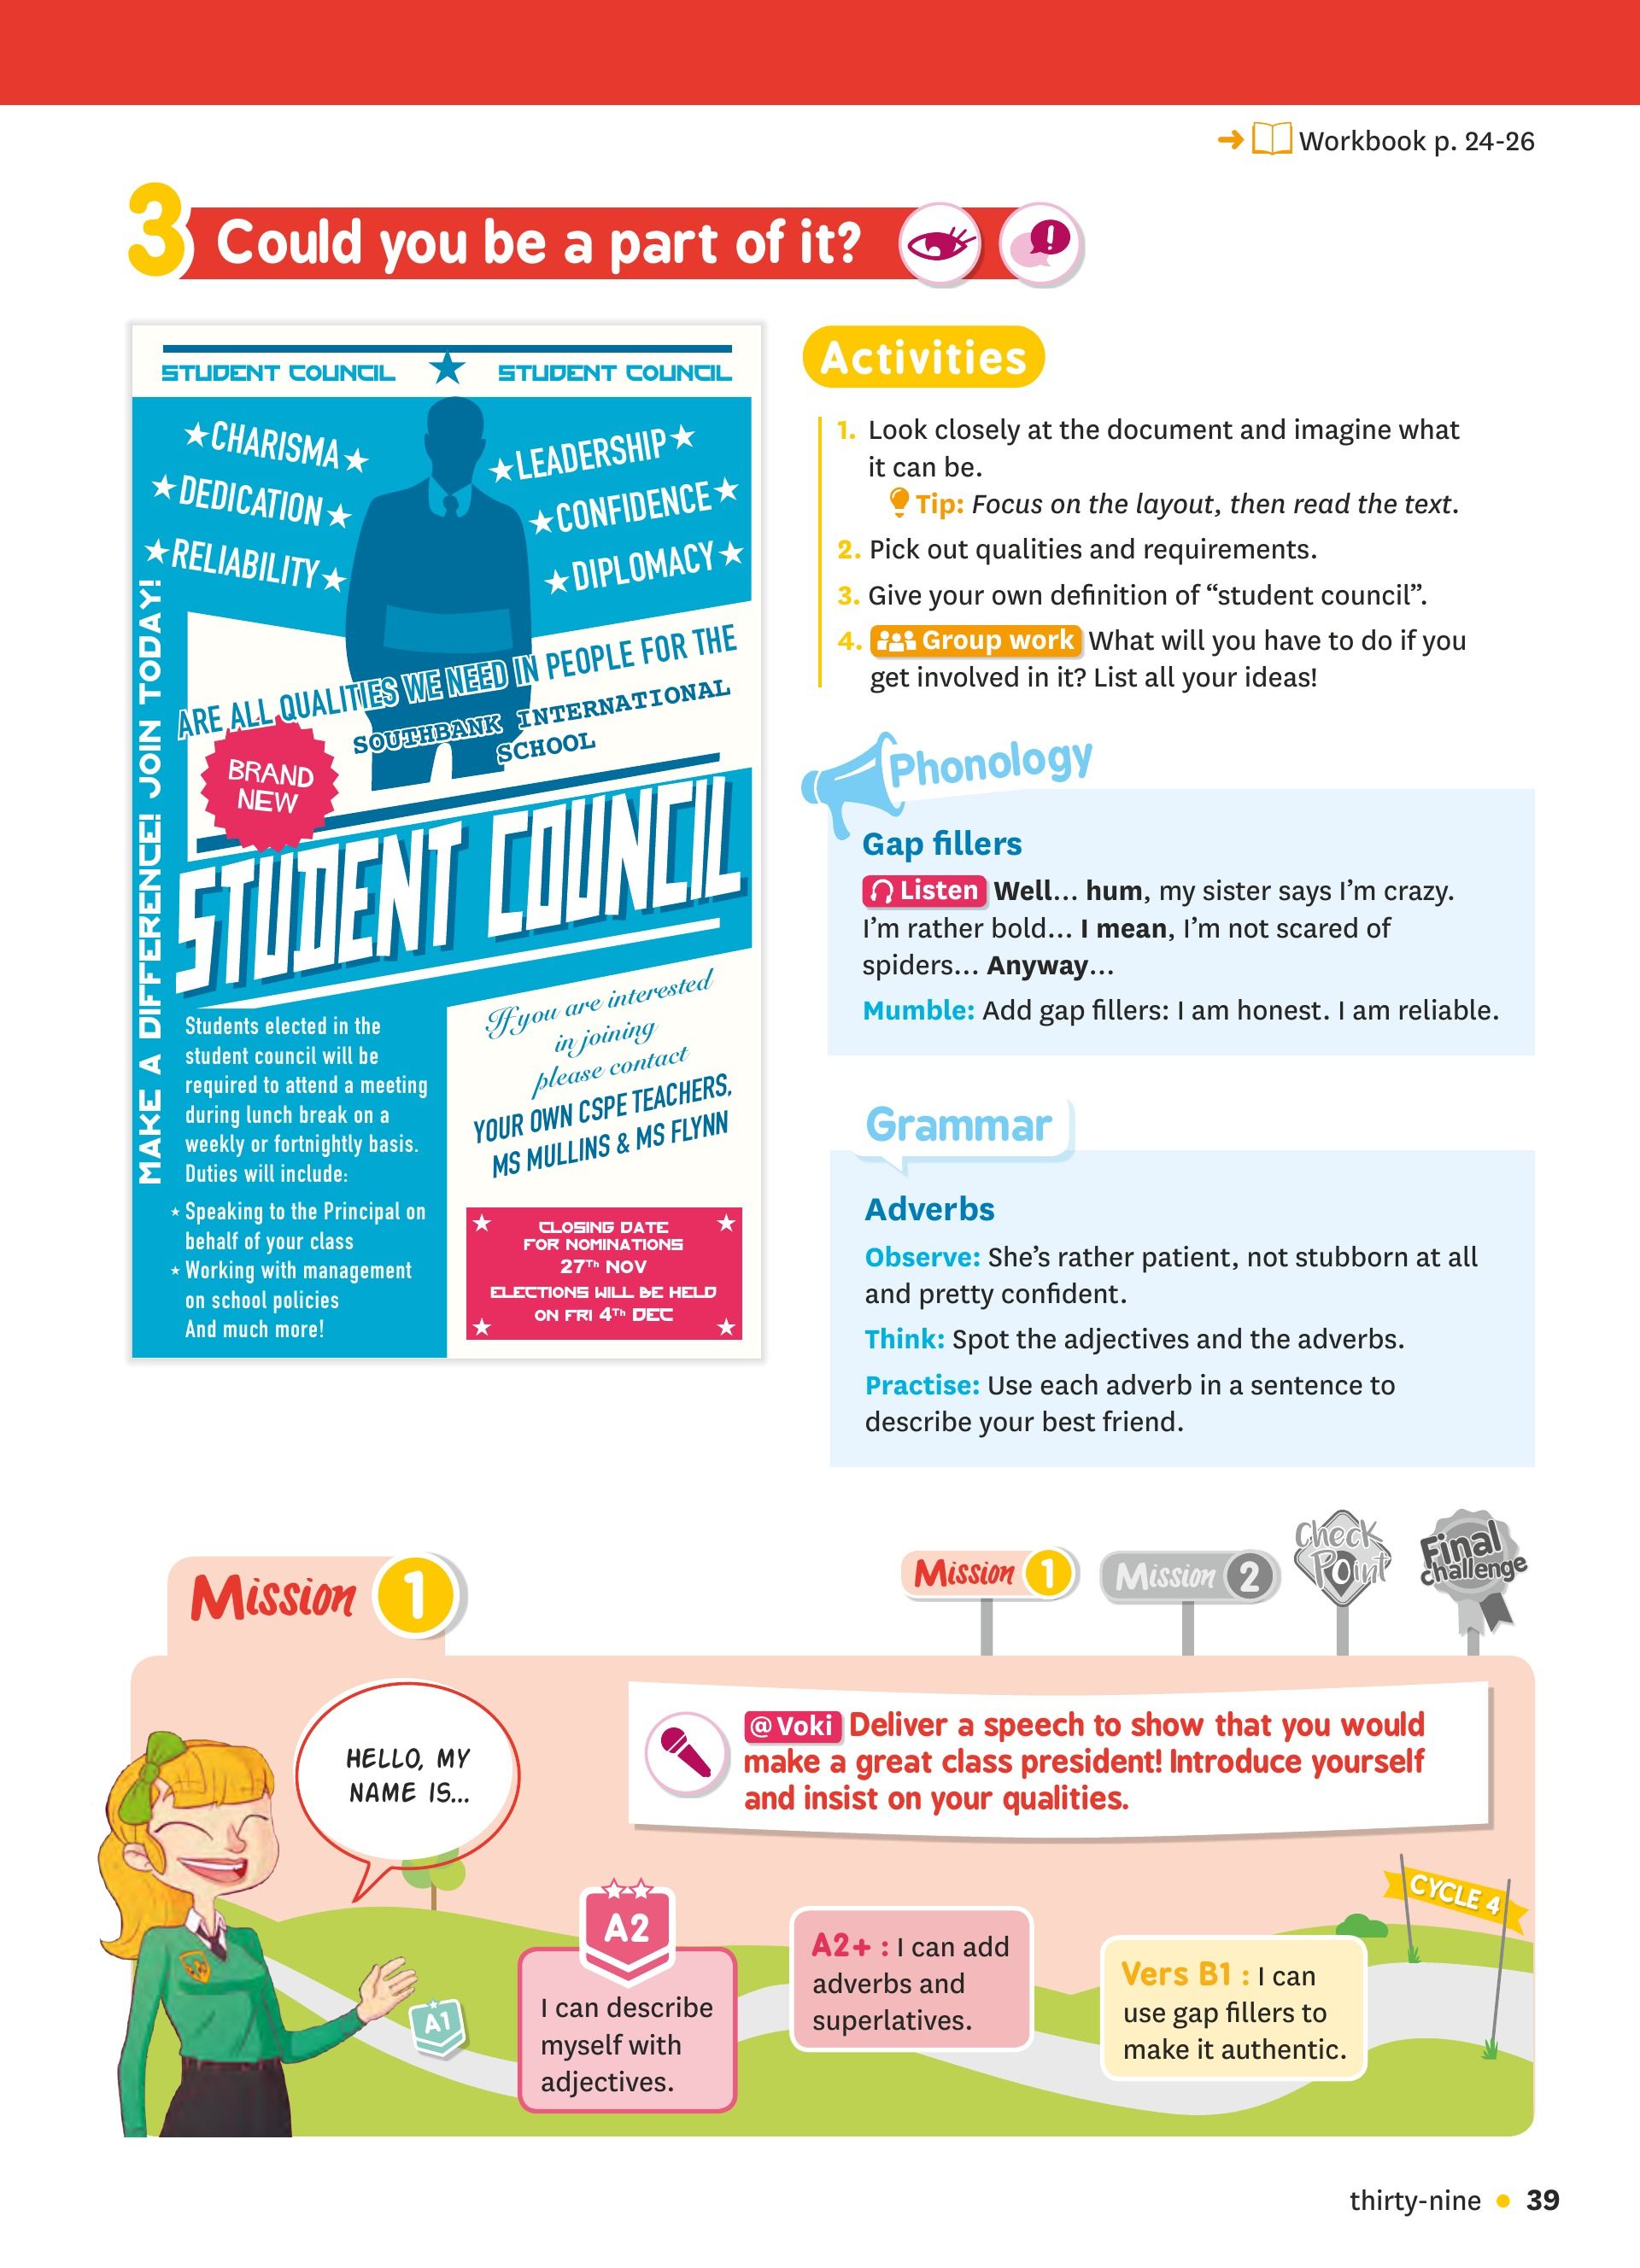 Workbook p. 24-26
3 Could you be a part of it?
STUDENT COUNCIL ★ STUDENT COUNCIL
★CHARISMA★
★DEDICATION★
★RELIABILITY★
★LEADERSHIP★
★CONFIDENCE★
★DIPLOMACY★
MAKE A DIFFERENCE! JOIN TODAY!
ARE ALL QUALITIES WE NEED IN PEOPLE FOR THE
SOUTHBANK INTERNATIONAL
SCHOOL
BRAND
NEW
STUDENT COUNCIL
Students elected in the
student council will be
required to attend a meeting
during lunch break on a
weekly or fortnightly basis.
Duties will include:
★ Speaking to the Principal on
behalf of your class
★ Working with management
on school policies
And much more!
If you are interested
in joining
please contact
YOUR OWN CSPE TEACHERS,
MS MULLINS & MS FLYNN
CLOSING DATE
FOR NOMINATIONS
27Th NOV
ELECTIONS WILL BE HELD
ON FRI 4Th DEC
Activities
1. Look closely at the document and imagine what
it can be.
Tip: Focus on the layout, then read the text.
2. Pick out qualities and requirements.
3. Give your own definition of “student council”.
4. Group work What will you have to do if you
get involved in it? List all your ideas!
Phonology
Gap fillers
Listen Well... hum, my sister says I’m crazy.
I’m rather bold... I mean, I’m not scared of
spiders... Anyway...
Mumble: Add gap fillers: I am honest. I am reliable.
Grammar
Adverbs
Observe: She’s rather patient, not stubborn at all
and pretty confident.
Think: Spot the adjectives and the adverbs.
Practise: Use each adverb in a sentence to
describe your best friend.
Mission 1
Mission 1
Mission 2
Check
Point
Final
challenge
HELLO, MY
NAME IS...
@Voki Deliver a speech to show that you would
make a great class president! Introduce yourself
and insist on your qualities.
A1
A2
I can describe
myself with
adjectives.
A2+ : I can add
adverbs and
superlatives.
Vers B1 : I can
use gap fillers to
make it authentic.
CYCLE 4
thirty-nine • 39